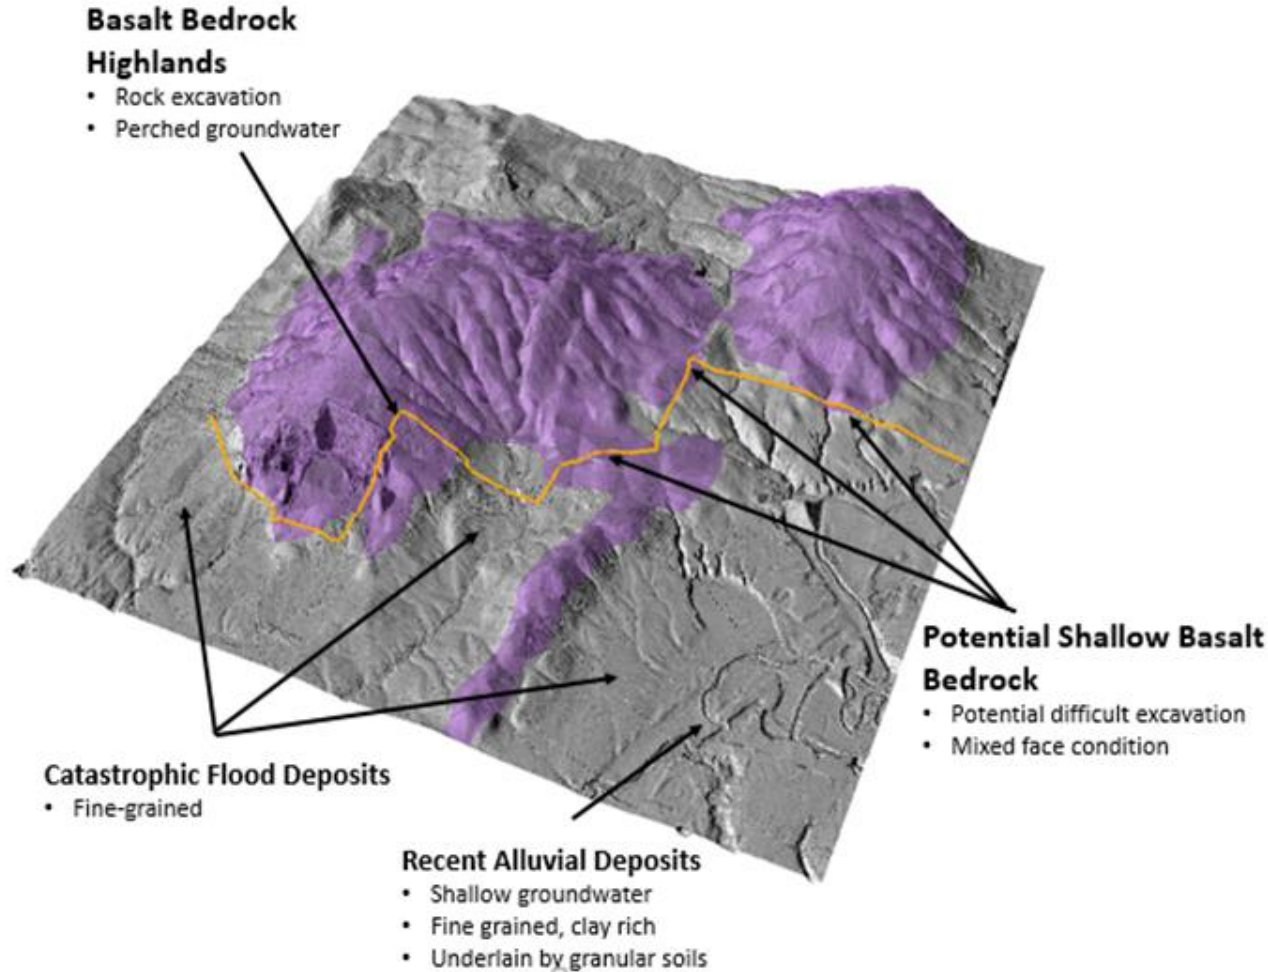 Basalt Bedrock
Highlands
• Rock excavation
• Perched groundwater
Potential Shallow Basalt
Bedrock
• Potential difficult excavation
• Mixed face condition
Catastrophic Flood Deposits
• Fine-grained
Recent Alluvial Deposits
• Shallow groundwater
• Fine grained, clay rich
• Underlain by granular soils